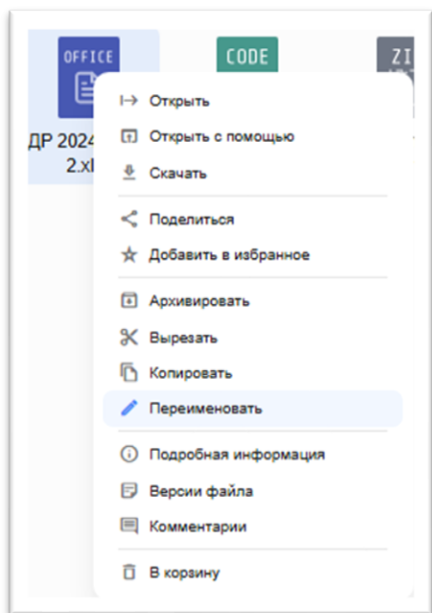 OFFICE
CODE
ZI
ДР 2024
2.xl
Открыть
Открыть с помощью
Скачать
Поделиться
Добавить в избранное
Архивировать
Вырезать
Копировать
Переименовать
Подробная информация
Версии файла
Комментарии
В корзину